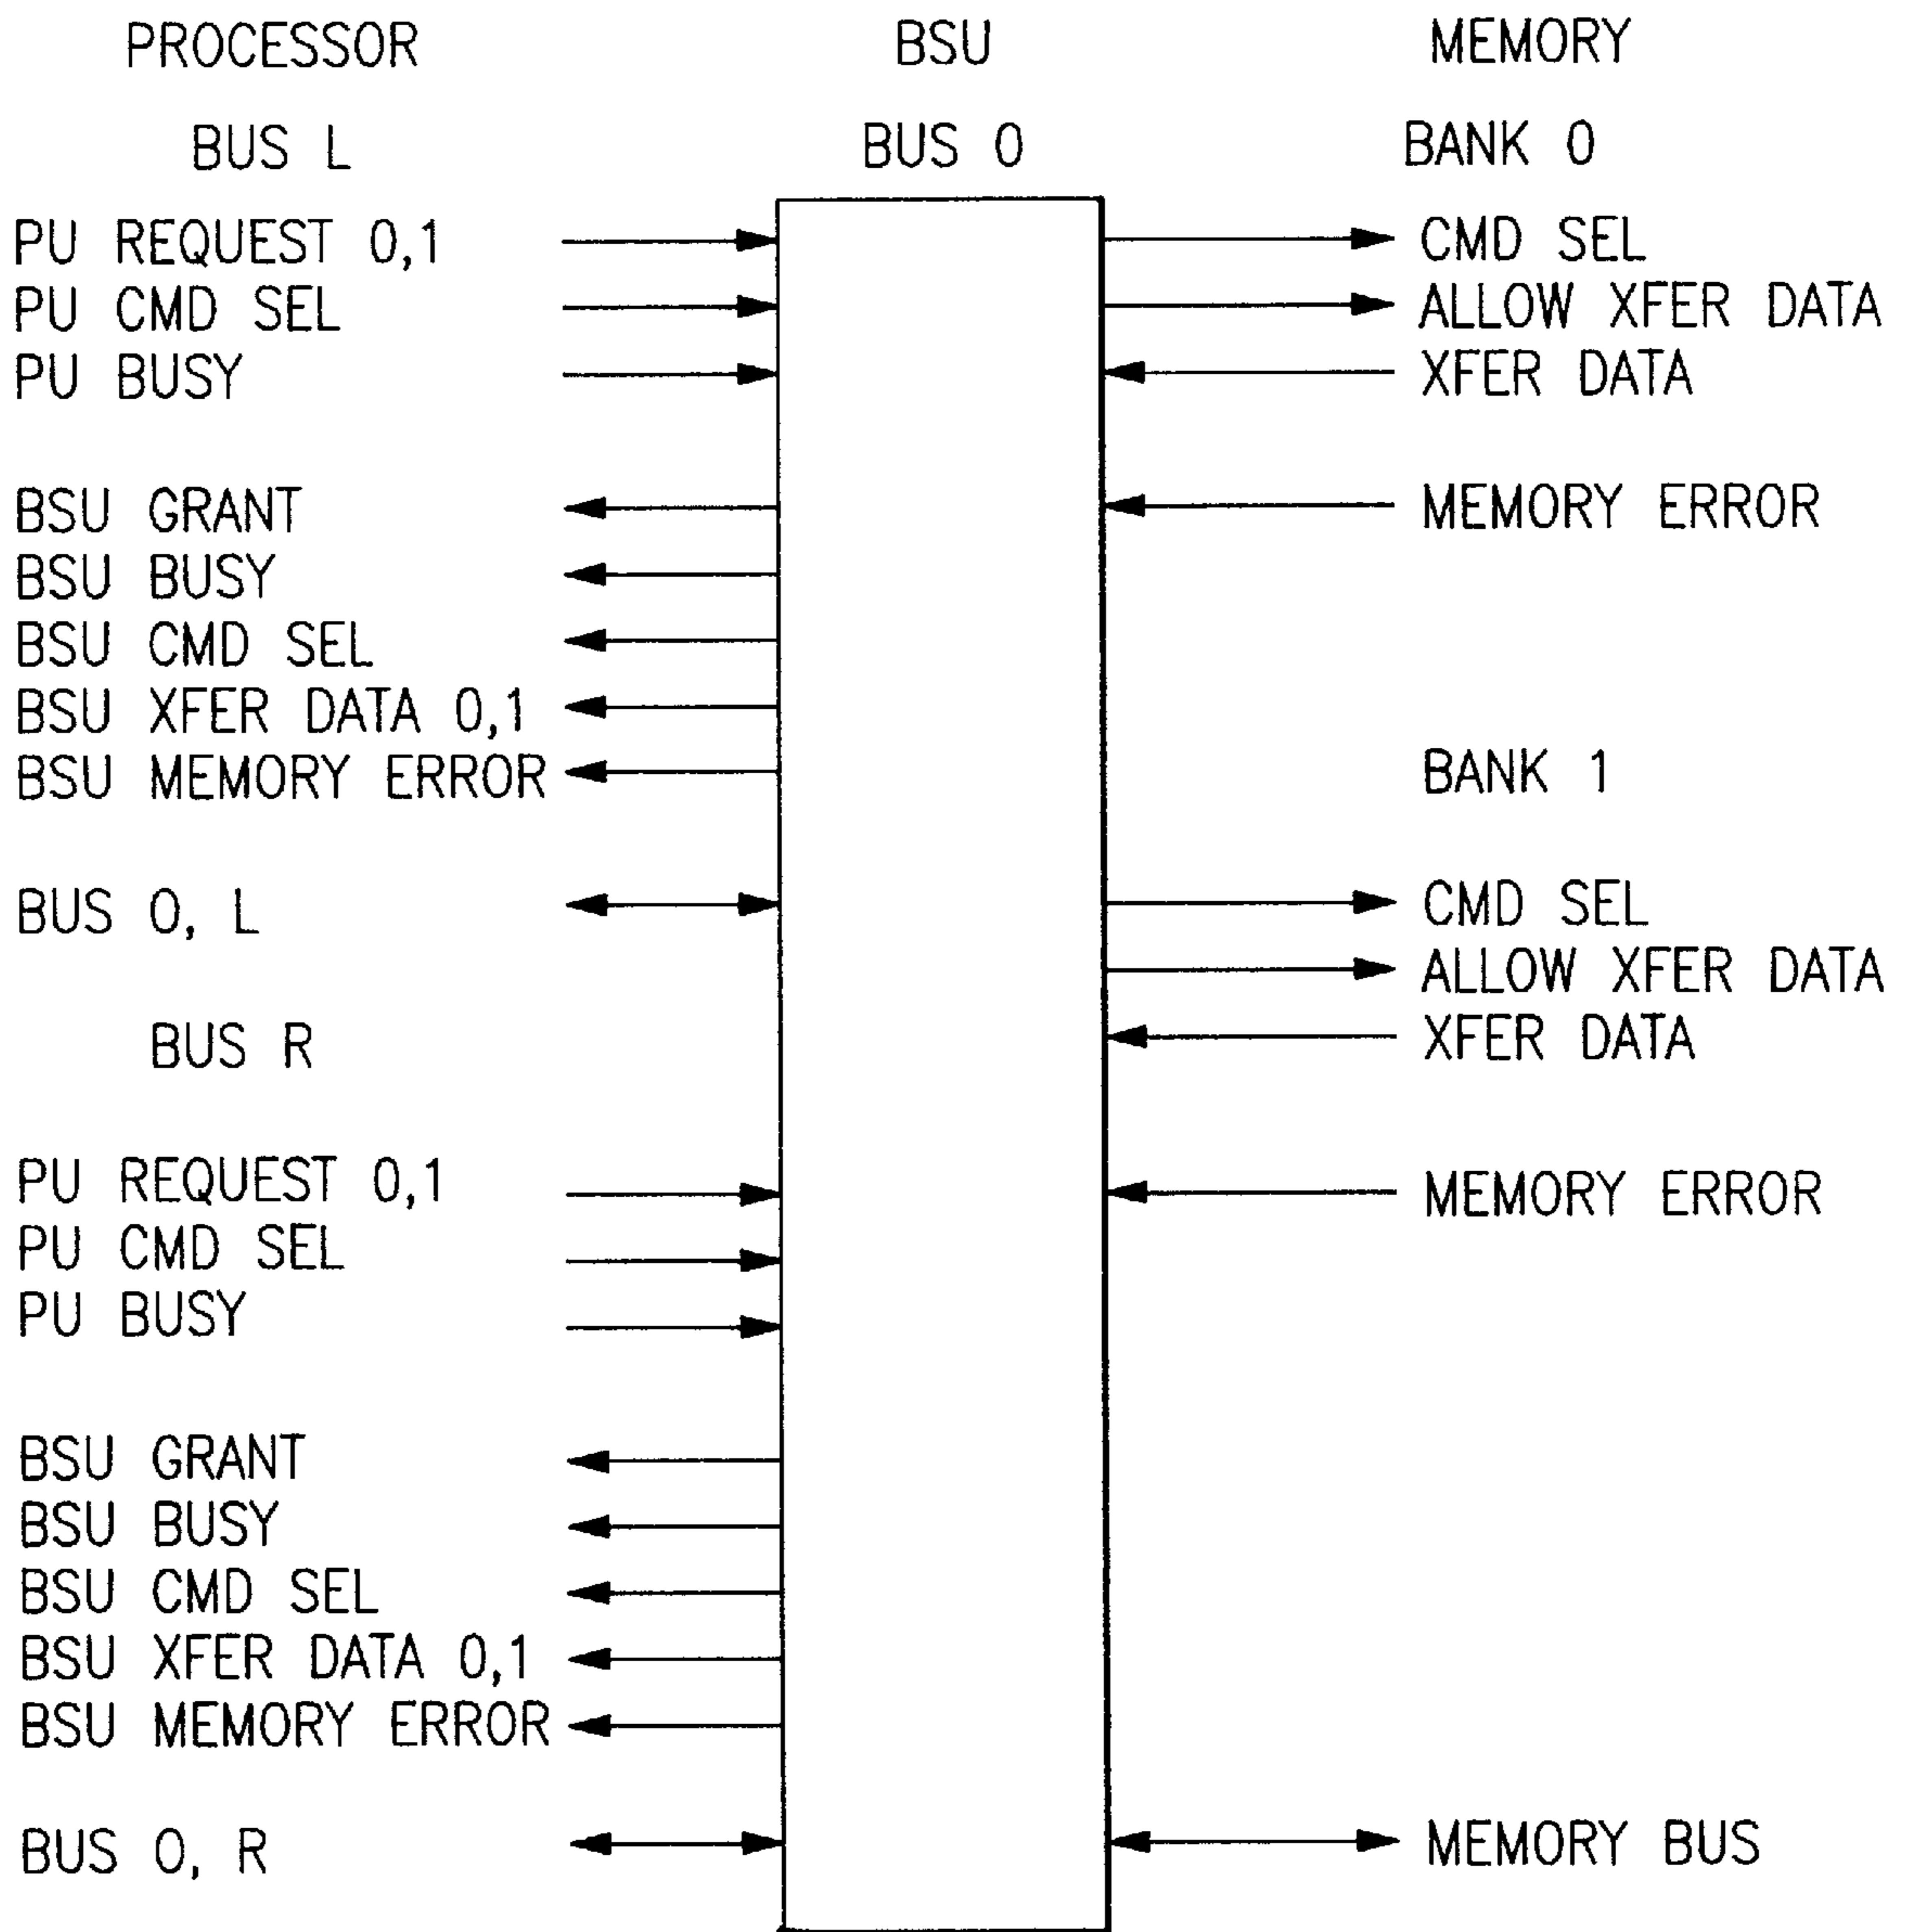 PROCESSOR BSU MEMORY
BUS L BUS 0 BANK 0
PU REQUEST 0,1 CMD SEL
PU CMD SEL ALLOW XFER DATA
PU BUSY XFER DATA
BSU GRANT MEMORY ERROR
BSU BUSY
BSU CMD SEL
BSU XFER DATA 0,1
BSU MEMORY ERROR BANK 1
BUS 0, L CMD SEL
ALLOW XFER DATA
BUS R XFER DATA
PU REQUEST 0,1 MEMORY ERROR
PU CMD SEL
PU BUSY
BSU GRANT
BSU BUSY
BSU CMD SEL
BSU XFER DATA 0,1
BSU MEMORY ERROR
BUS 0, R MEMORY BUS